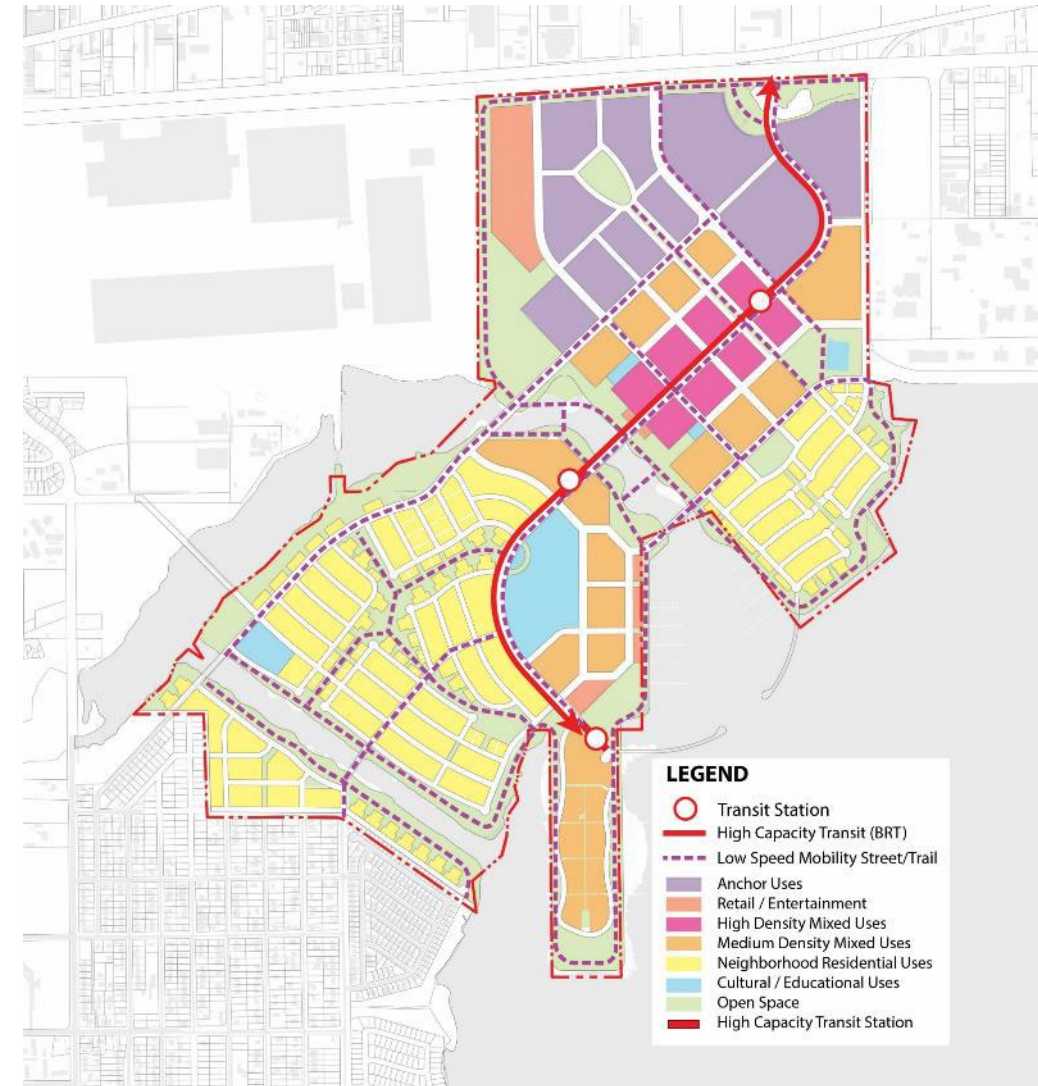 LEGEND
Transit Station
High Capacity Transit (BRT)
Low Speed Mobility Street/Trail
Anchor Uses
Retail / Entertainment
High Density Mixed Uses
Medium Density Mixed Uses
Neighborhood Residential Uses
Cultural / Educational Uses
Open Space
High Capacity Transit Station